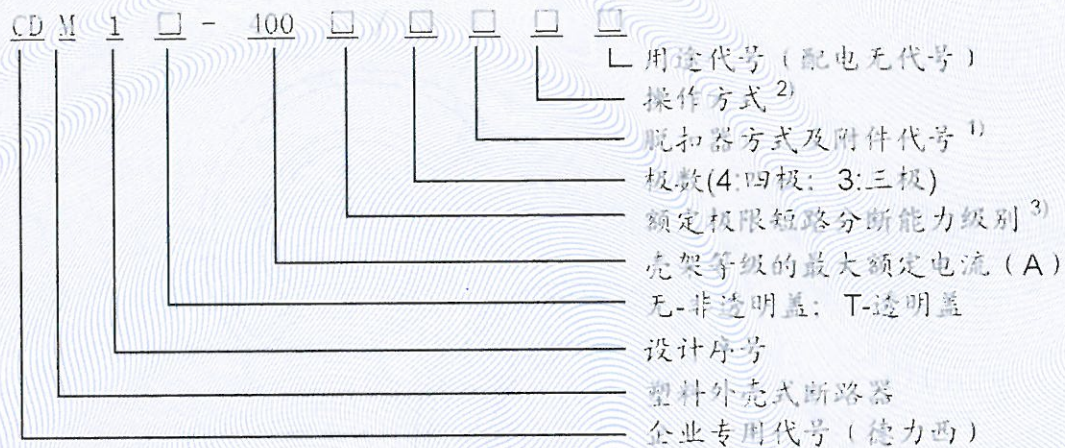 CD M 1 □ - 400 □ □ □ □ □
用途代号（配电无代号）
操作方式 2)
脱扣器方式及附件代号 1)
极数(4:四极; 3:三极)
额定极限短路分断能力级别 3)
壳架等级的最大额定电流（A）
无-非透明盖; T-透明盖
设计序号
塑料外壳式断路器
企业专用代号（德力西）